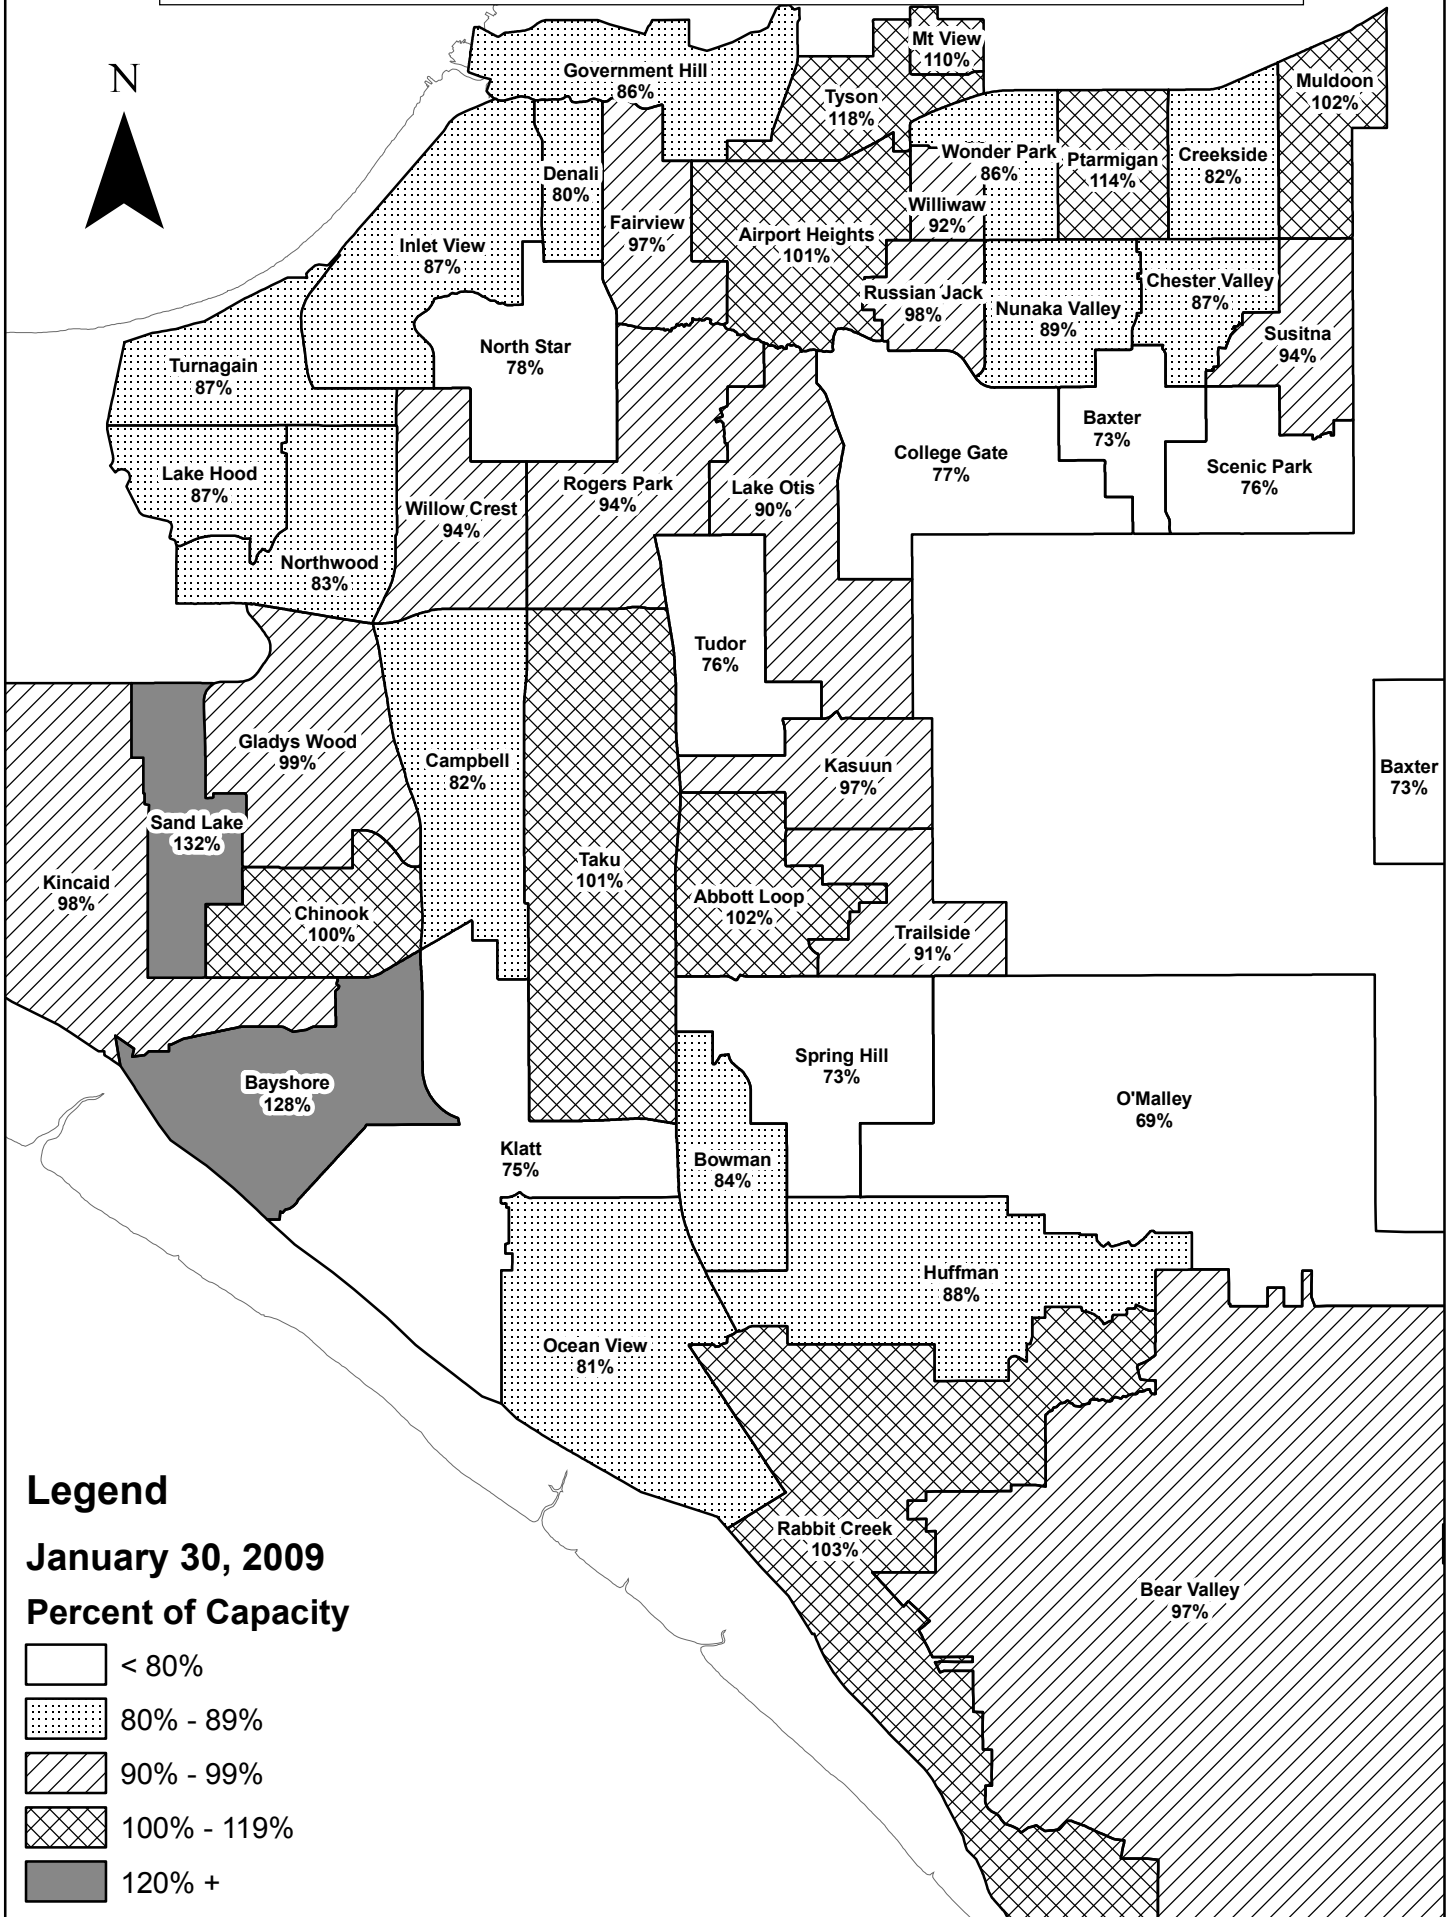 N
Mt View
110%
Government Hill
86%
Muldoon
102%
Tyson
118%
Wonder Park
86%
Ptarmigan
114%
Creekside
82%
Denali
80%
Williwaw
92%
Fairview
97%
Airport Heights
101%
Inlet View
87%
Chester Valley
87%
Russian Jack
98%
Nunaka Valley
89%
Susitna
94%
North Star
78%
Turnagain
87%
Baxter
73%
College Gate
77%
Scenic Park
76%
Lake Hood
87%
Rogers Park
94%
Lake Otis
90%
Willow Crest
94%
Northwood
83%
Tudor
76%
Gladys Wood
99%
Campbell
82%
Kasuun
97%
Baxter
73%
Sand Lake
132%
Taku
101%
Kincaid
98%
Abbott Loop
102%
Chinook
100%
Trailside
91%
Spring Hill
73%
Bayshore
128%
O'Malley
69%
Klatt
75%
Bowman
84%
Huffman
88%
Ocean View
81%
Rabbit Creek
103%
Bear Valley
97%
Legend
January 30, 2009
Percent of Capacity
< 80%
80% - 89%
90% - 99%
100% - 119%
120% +